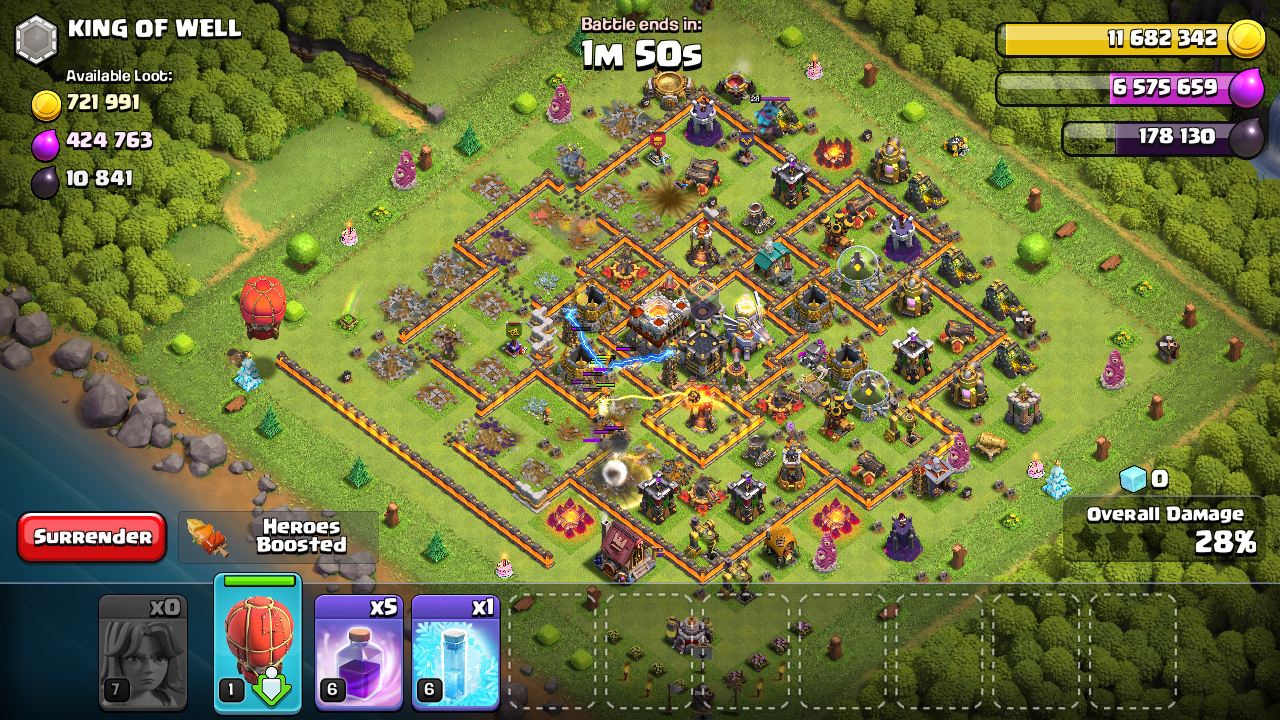 KING OF WELL
Available Loot:
721 991
424 763
10 841
Battle ends in:
1M 50S
11 682 342
6 575 659
178 130
0
Overall Damage
28%
Surrender
Heroes
Boosted
x0
x5
x1
7
1
6
6